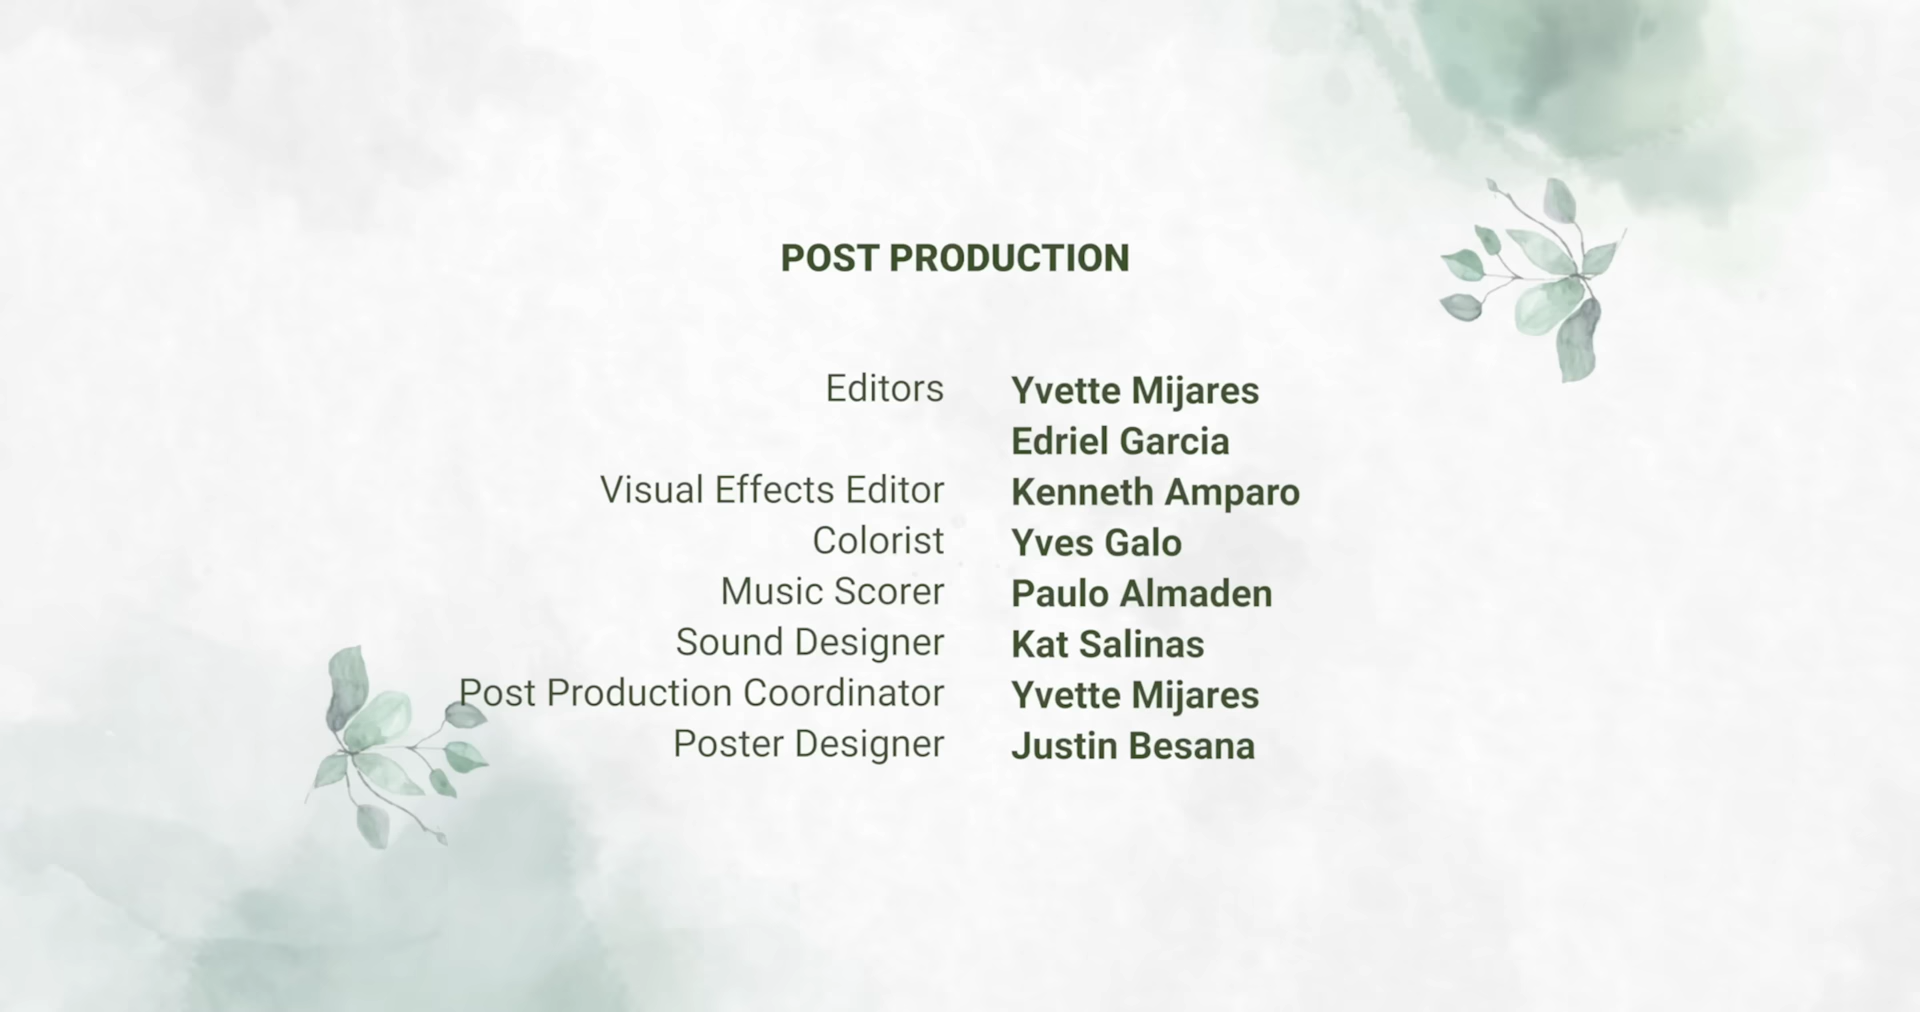 POST PRODUCTION
Editors Yvette Mijares
Edriel Garcia
Visual Effects Editor Kenneth Amparo
Colorist Yves Galo
Music Scorer Paulo Almaden
Sound Designer Kat Salinas
Post Production Coordinator Yvette Mijares
Poster Designer Justin Besana